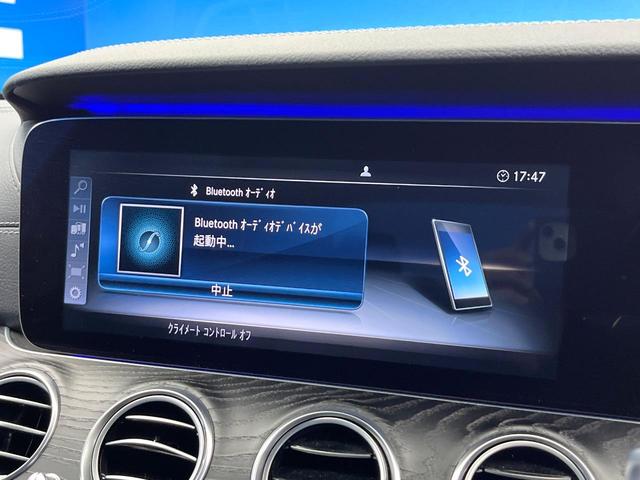 17:47
Bluetooth オーディオ
Bluetooth オーディオデバイスが
起動中...
中止
クライメート コントロール オフ